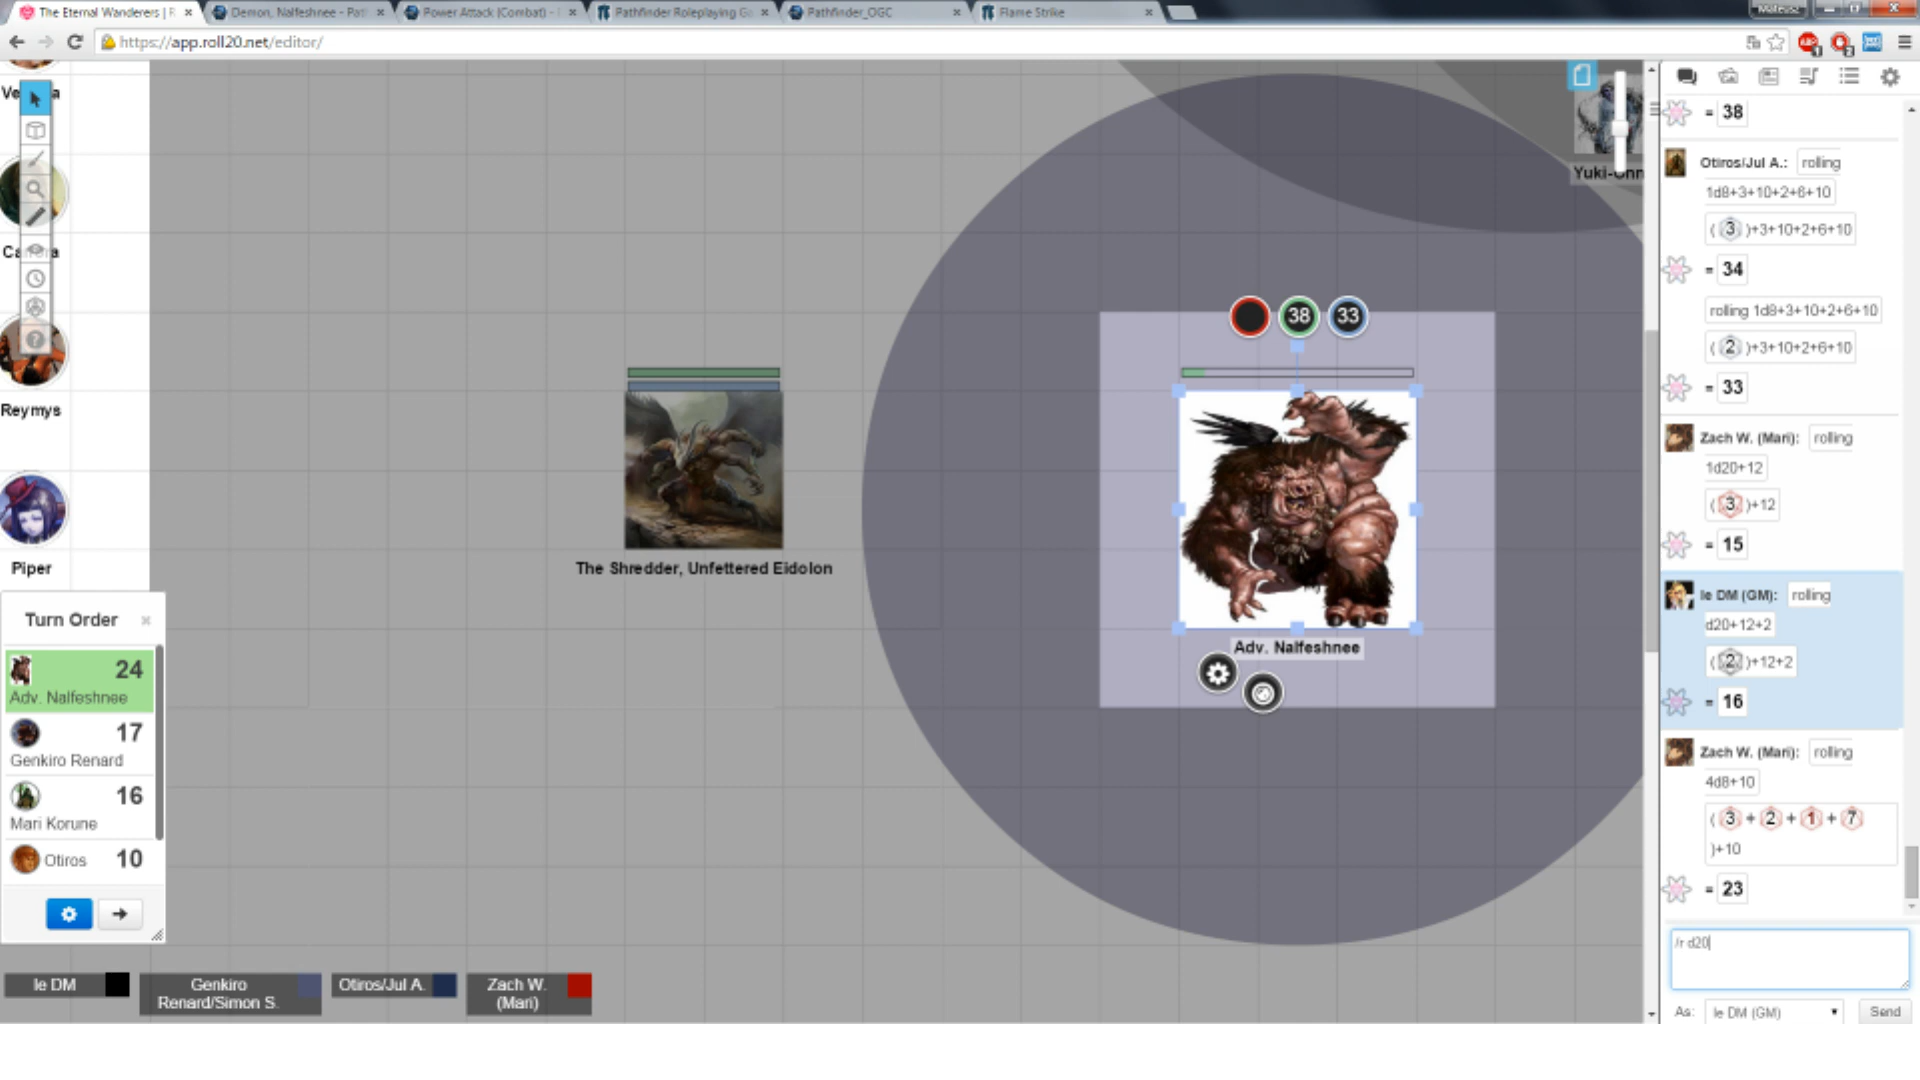 The Eternal Wanderers | R
Demon, Nalfeshnee - Pat
Power Attack (Combat) -
Pathfinder Roleplaying G
Pathfinder_OGC
Flame Strike
Mateusz
https://app.roll20.net/editor/
Reymys
Piper
The Shredder, Unfettered Eidolon
38
33
Adv. Nalfeshnee
Turn Order
24
Adv. Nalfeshnee
17
Genkiro Renard
16
Mari Korune
Otiros 10
le DM
Genkiro
Renard/Simon S.
Otiros/Jul A.
Zach W.
(Mari)
= 38
Otiros/Jul A.: rolling
1d8+3+10+2+6+10
(3)+3+10+2+6+10
= 34
rolling 1d8+3+10+2+6+10
(2)+3+10+2+6+10
= 33
Zach W. (Mari): rolling
1d20+12
(3)+12
= 15
le DM (GM): rolling
d20+12+2
(2)+12+2
= 16
Zach W. (Mari): rolling
4d8+10
(3+2+1+7
)+10
= 23
/r d20
As: le DM (GM) Send